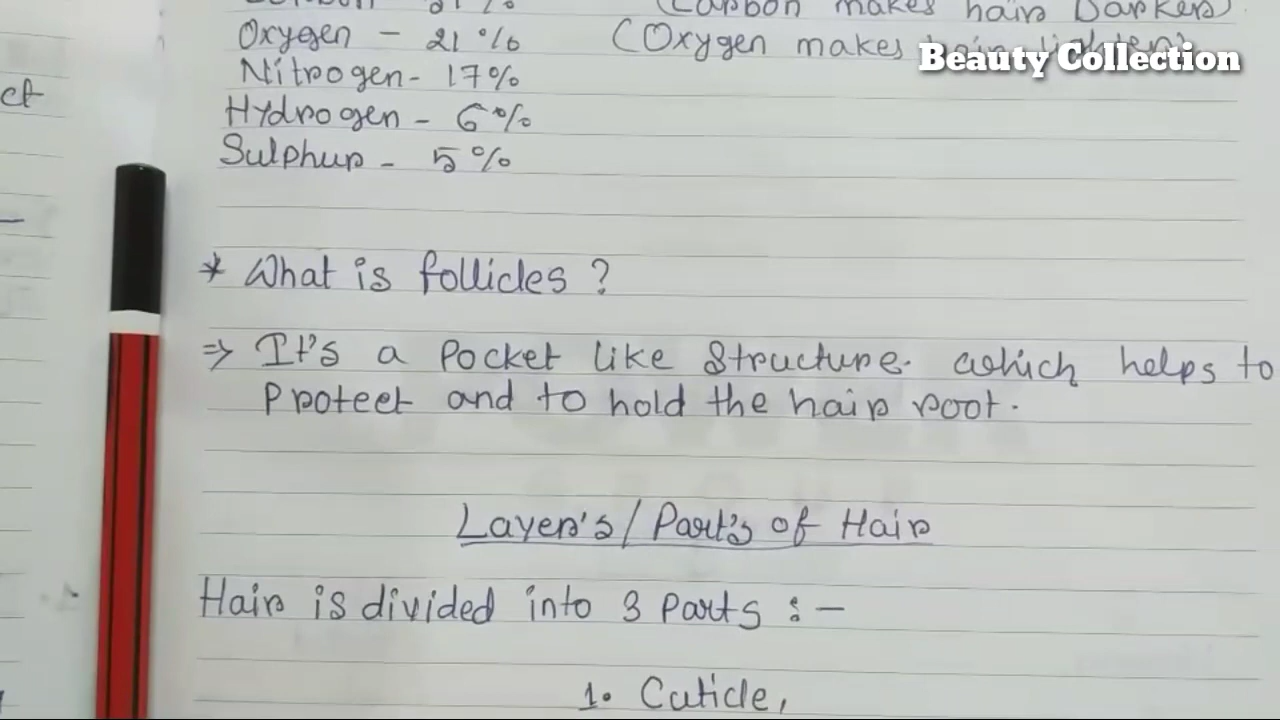 (Carbon makes hair Darker)
Oxygen - 21% (Oxygen makes
Beauty Collection
ct
Nitrogen - 17%
Hydrogen - 6%
Sulphur - 5%
* What is follicles ?
⇒ It's a Pocket like Structure. which helps to
Protect and to hold the hair root.
Layer's / Part's of Hair
Hair is divided into 3 Parts : -
1. Cuticle,